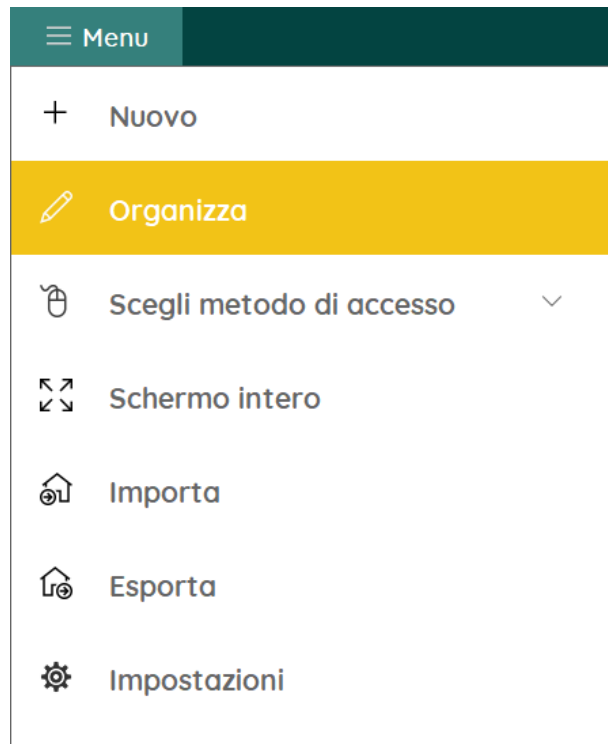 Menu
Nuovo
Organizza
Scegli metodo di accesso
Schermo intero
Importa
Esporta
Impostazioni